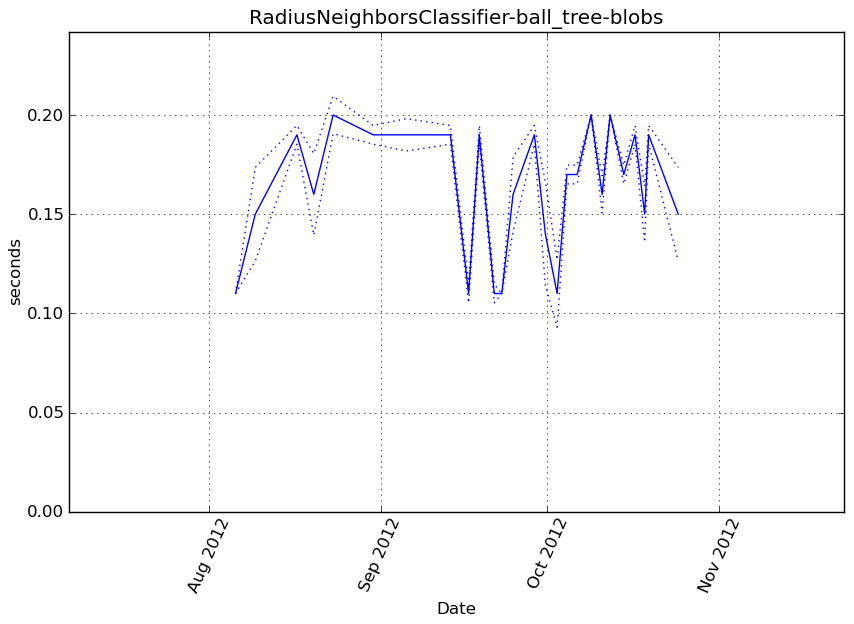 RadiusNeighborsClassifier-ball_tree-blobs
0.20
0.15
seconds
0.10
0.05
0.00
Aug 2012
Sep 2012
Oct 2012
Nov 2012
Date